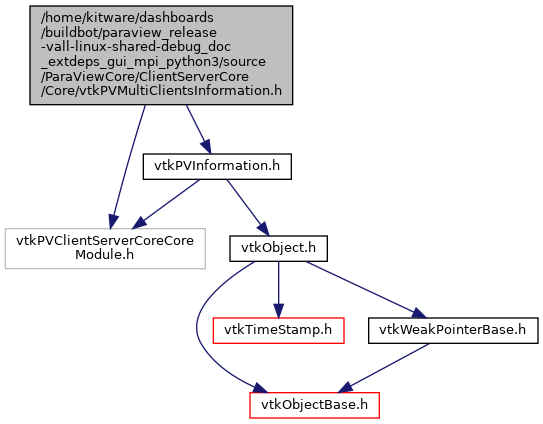 /home/kitware/dashboards
/buildbot/paraview_release
-vall-linux-shared-debug_doc
_extdeps_gui_mpi_python3/source
/ParaViewCore/ClientServerCore
/Core/vtkPVMultiClientsInformation.h
vtkPVInformation.h
vtkPVClientServerCoreCore
Module.h
vtkObject.h
vtkTimeStamp.h
vtkWeakPointerBase.h
vtkObjectBase.h